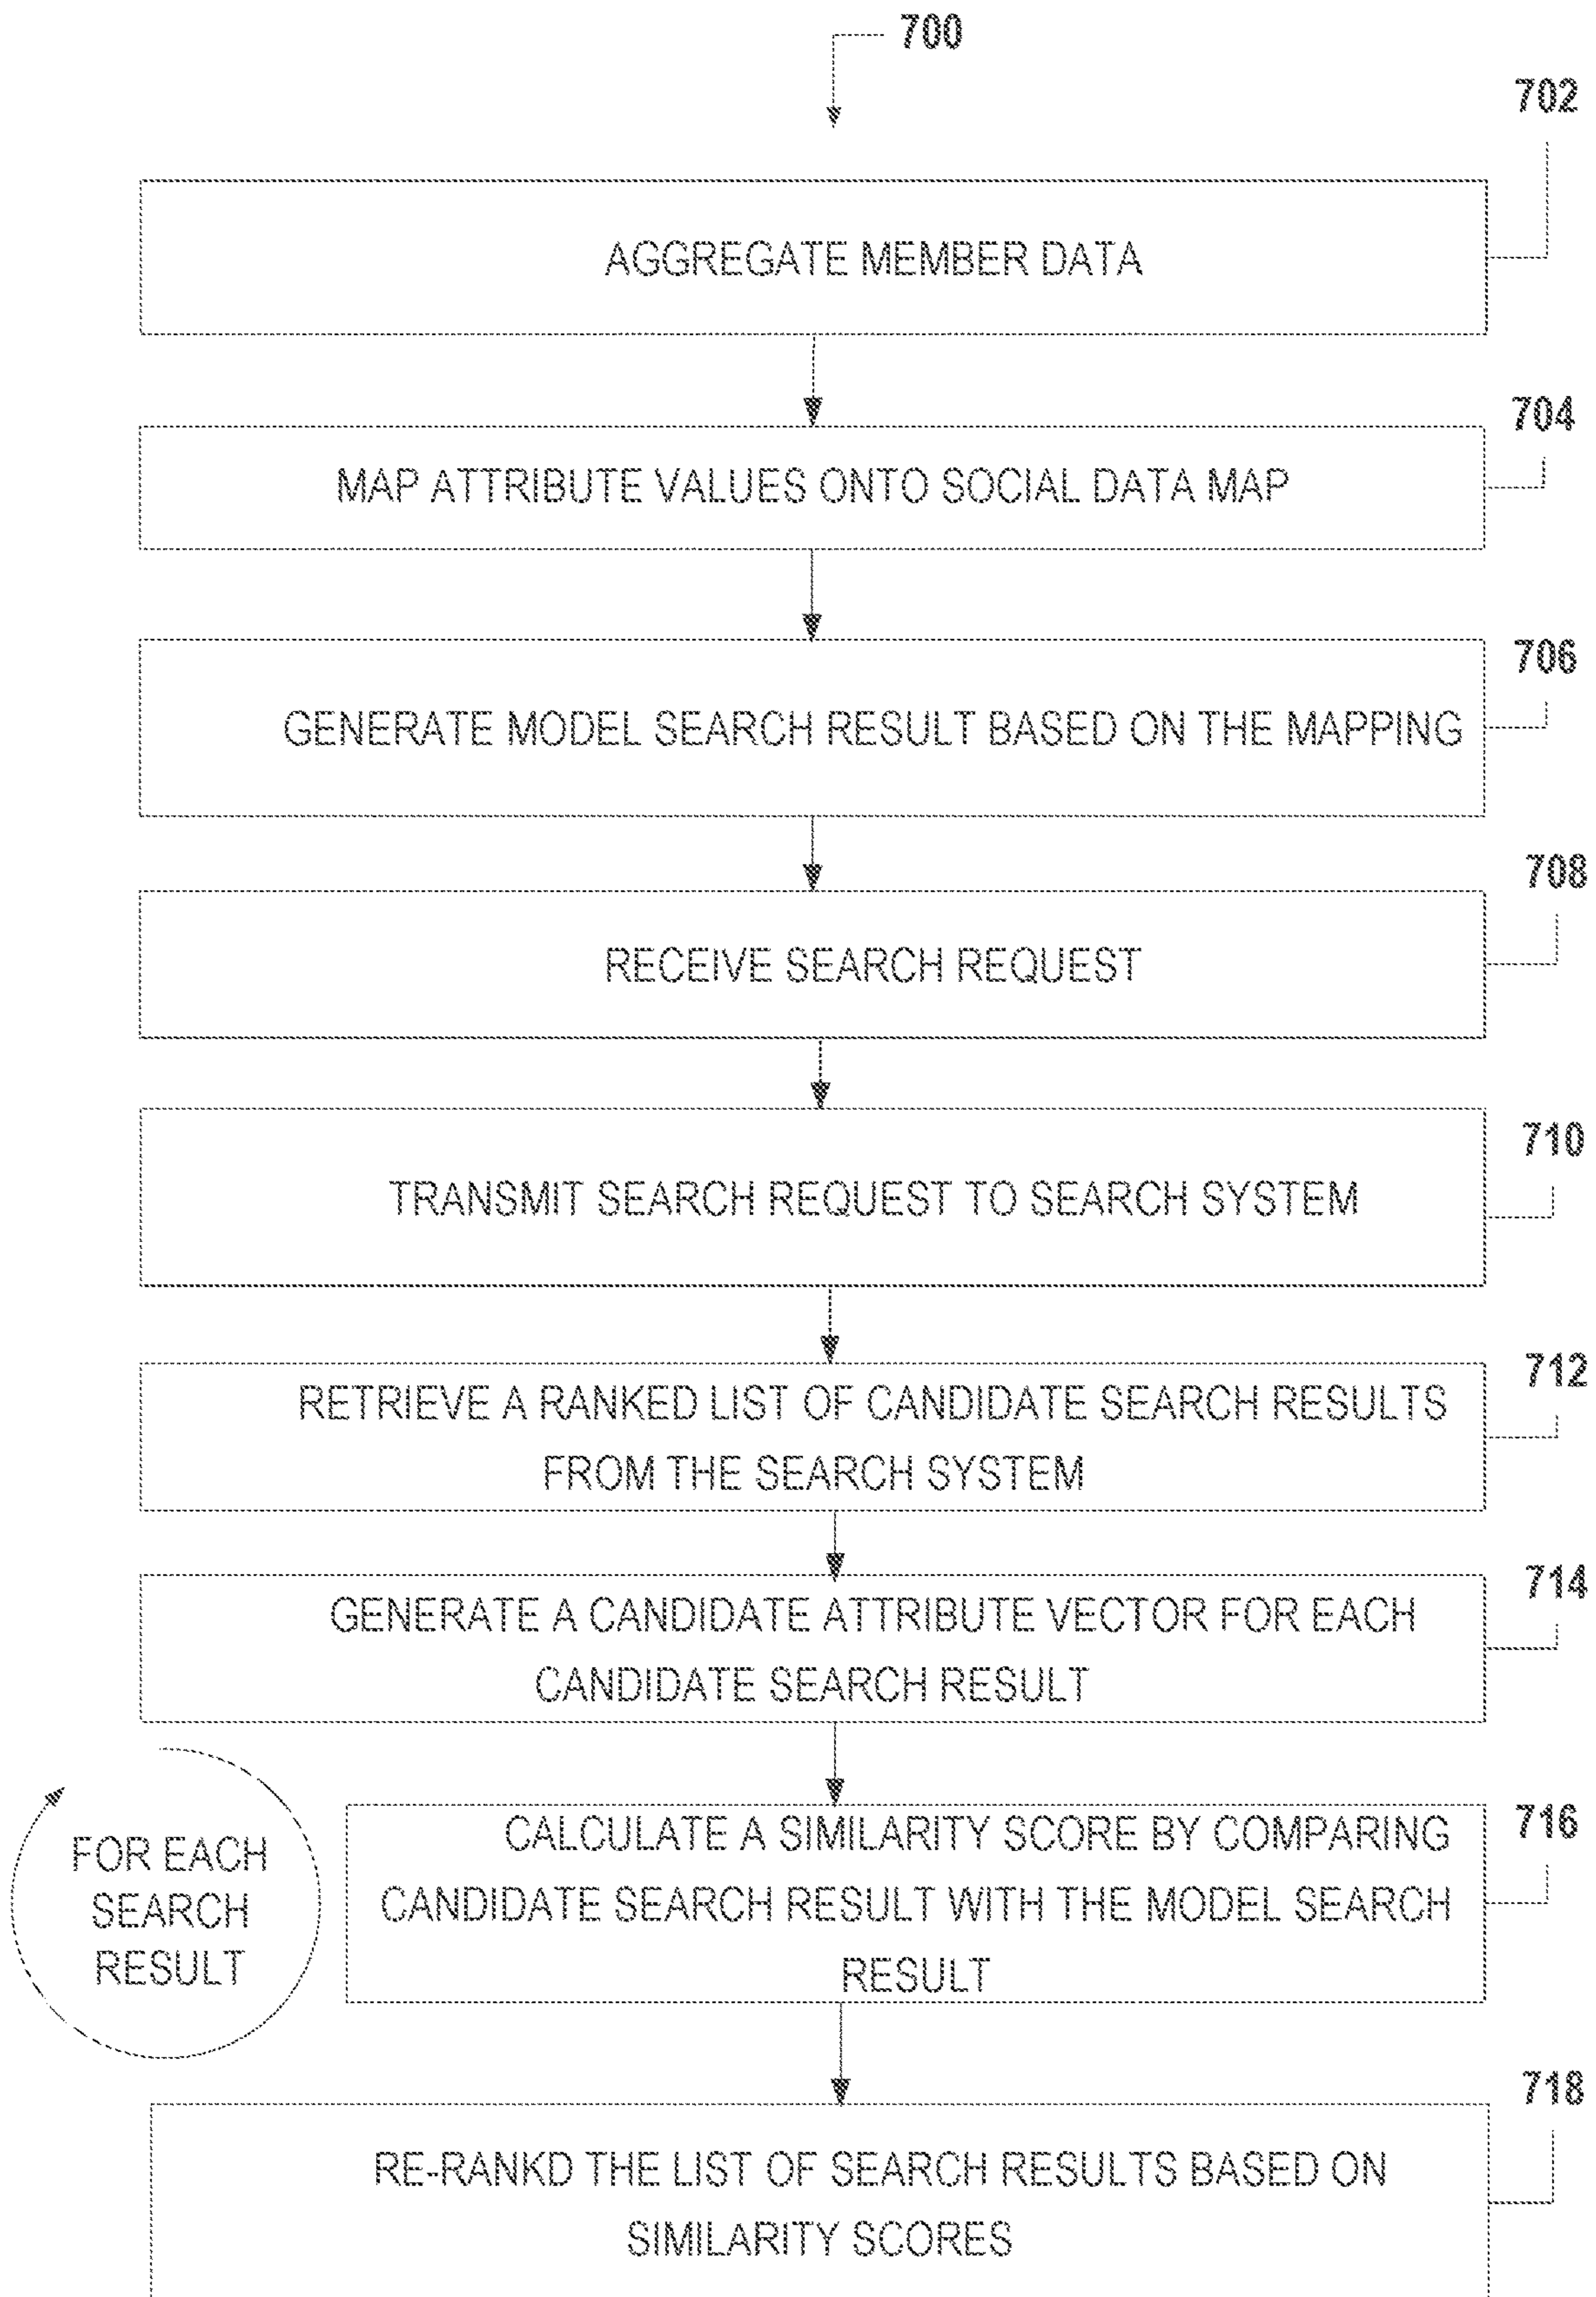 700
702
AGGREGATE MEMBER DATA
704
MAP ATTRIBUTE VALUES ONTO SOCIAL DATA MAP
706
GENERATE MODEL SEARCH RESULT BASED ON THE MAPPING
708
RECEIVE SEARCH REQUEST
710
TRANSMIT SEARCH REQUEST TO SEARCH SYSTEM
712
RETRIEVE A RANKED LIST OF CANDIDATE SEARCH RESULTS
FROM THE SEARCH SYSTEM
714
GENERATE A CANDIDATE ATTRIBUTE VECTOR FOR EACH
CANDIDATE SEARCH RESULT
FOR EACH
SEARCH
RESULT
716
CALCULATE A SIMILARITY SCORE BY COMPARING
CANDIDATE SEARCH RESULT WITH THE MODEL SEARCH
RESULT
718
RE-RANKD THE LIST OF SEARCH RESULTS BASED ON
SIMILARITY SCORES